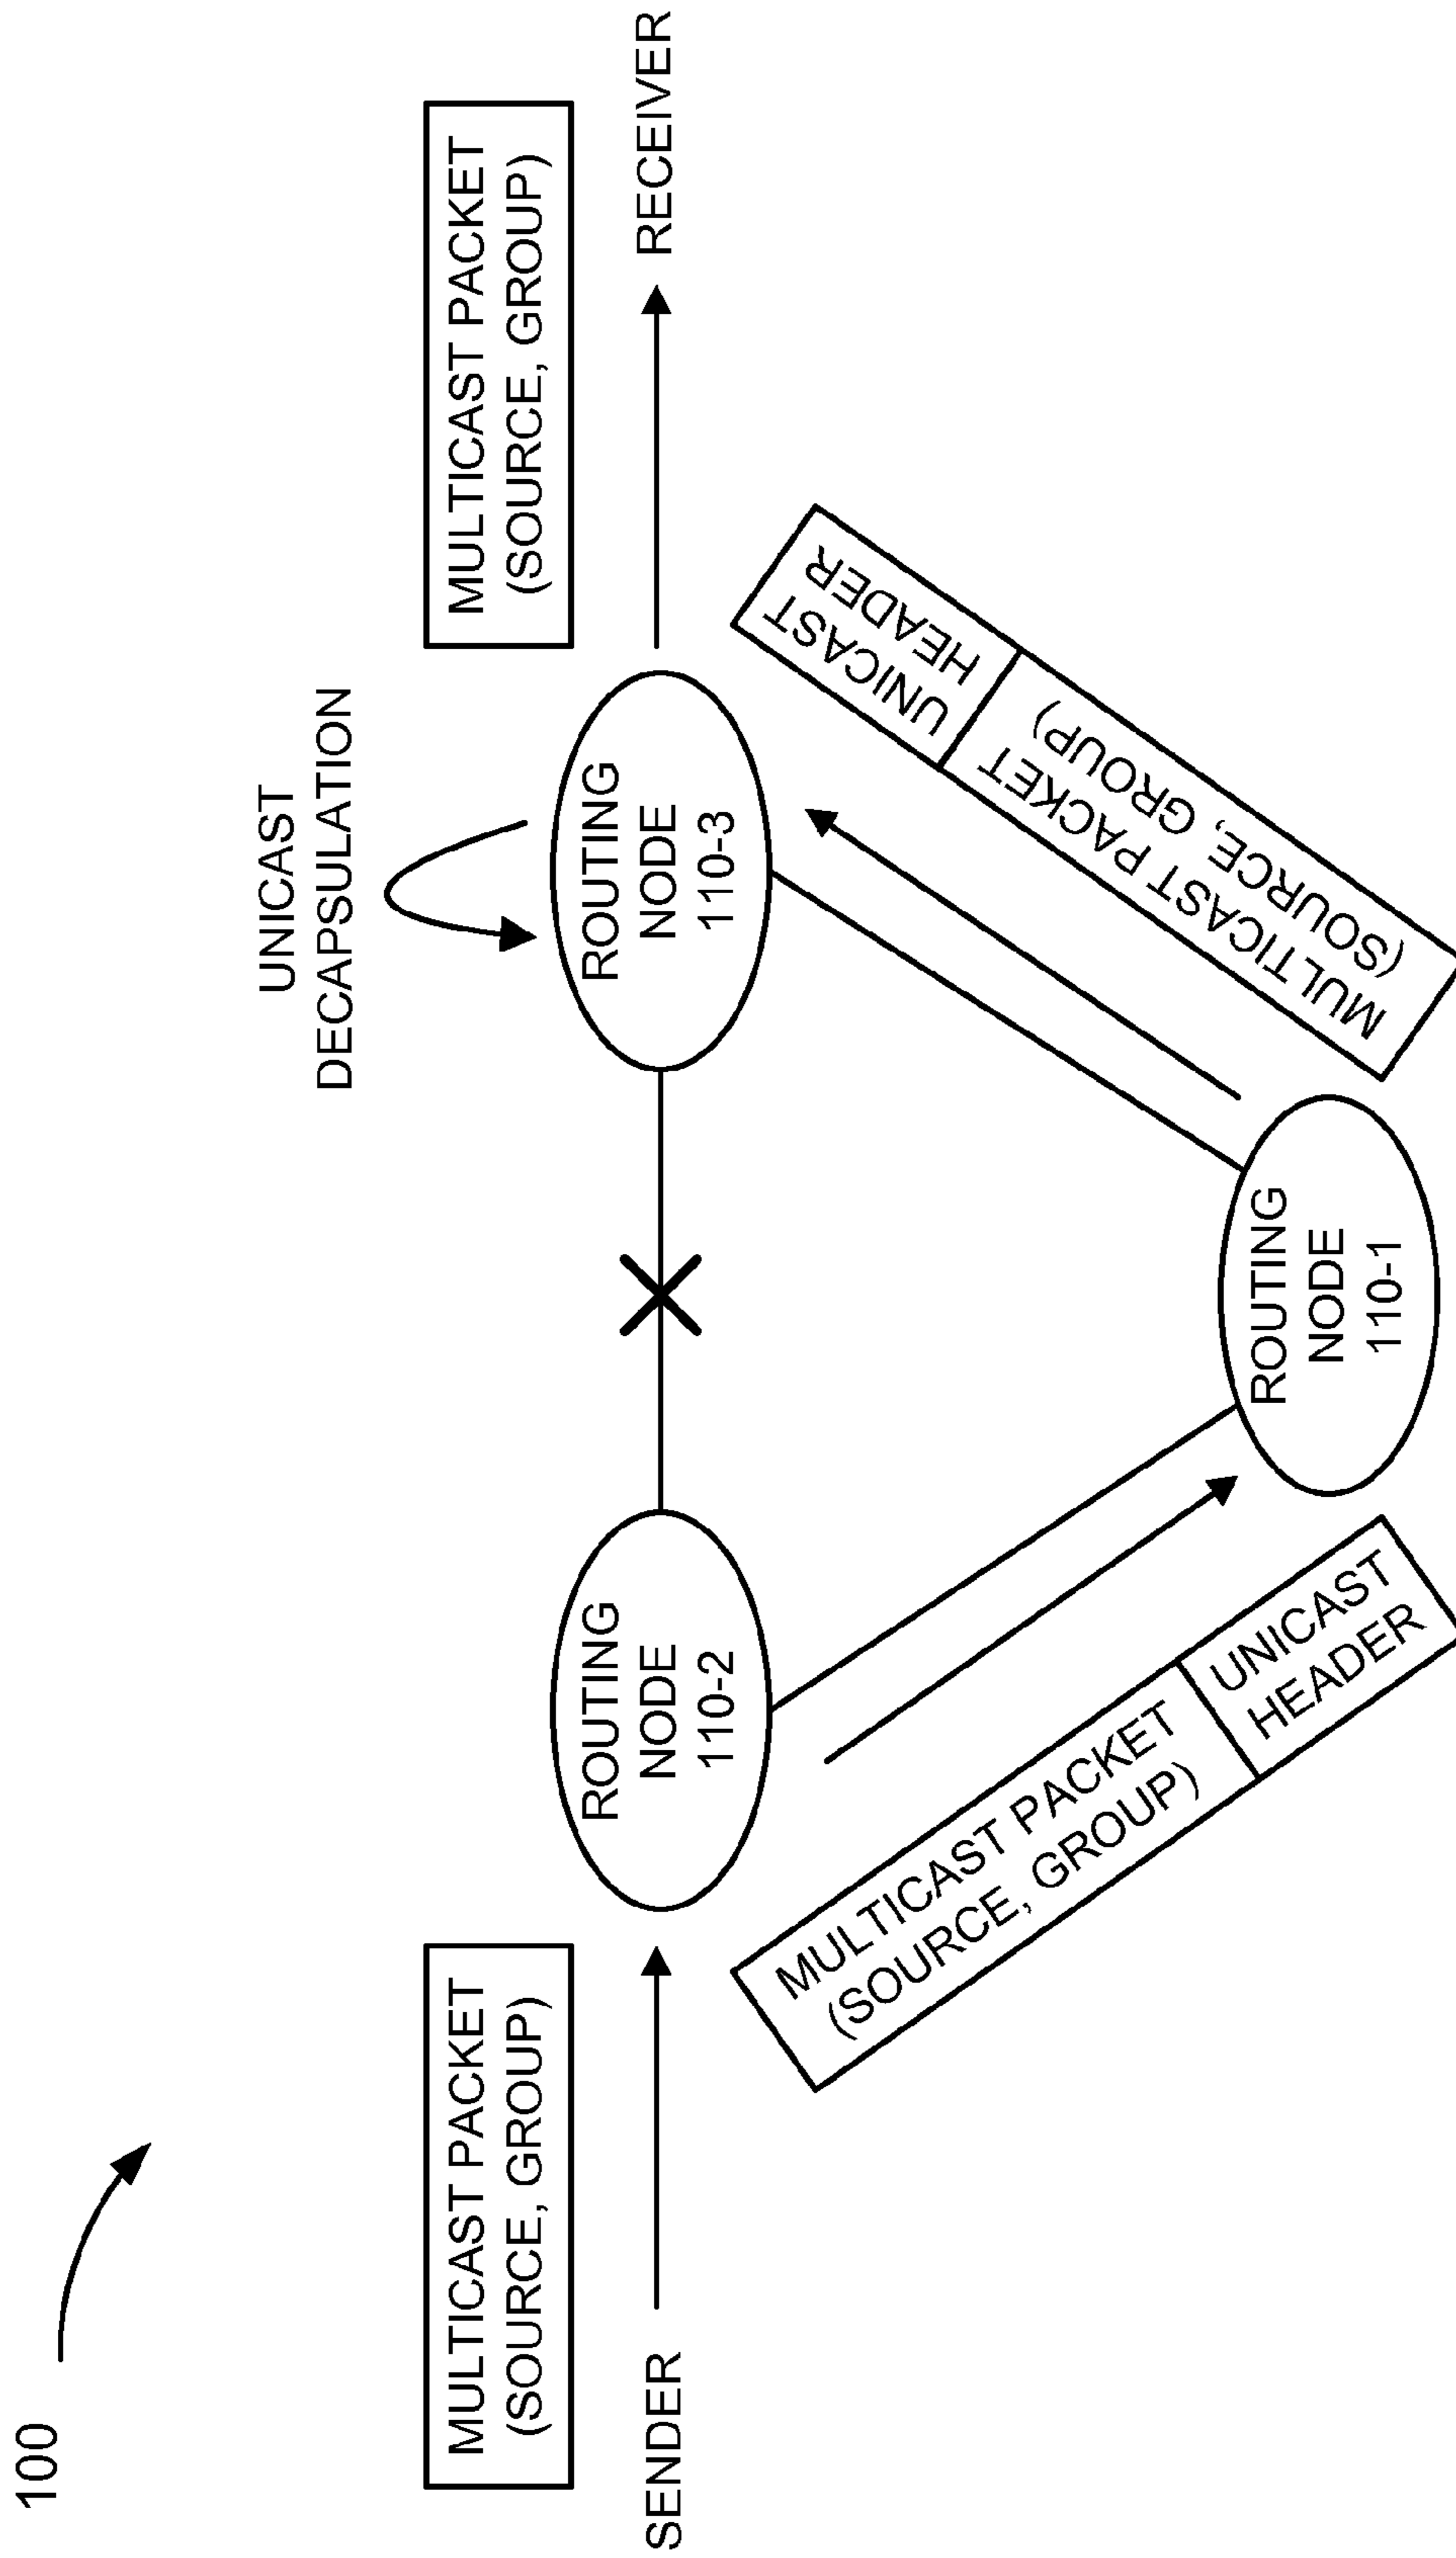 100
UNICAST
DECAPSULATION
MULTICAST PACKET
(SOURCE, GROUP)
MULTICAST PACKET
(SOURCE, GROUP)
SENDER
ROUTING
NODE
110-2
ROUTING
NODE
110-3
RECEIVER
MULTICAST PACKET
(SOURCE, GROUP)
UNICAST
HEADER
UNICAST
HEADER
MULTICAST PACKET
(SOURCE, GROUP)
ROUTING
NODE
110-1